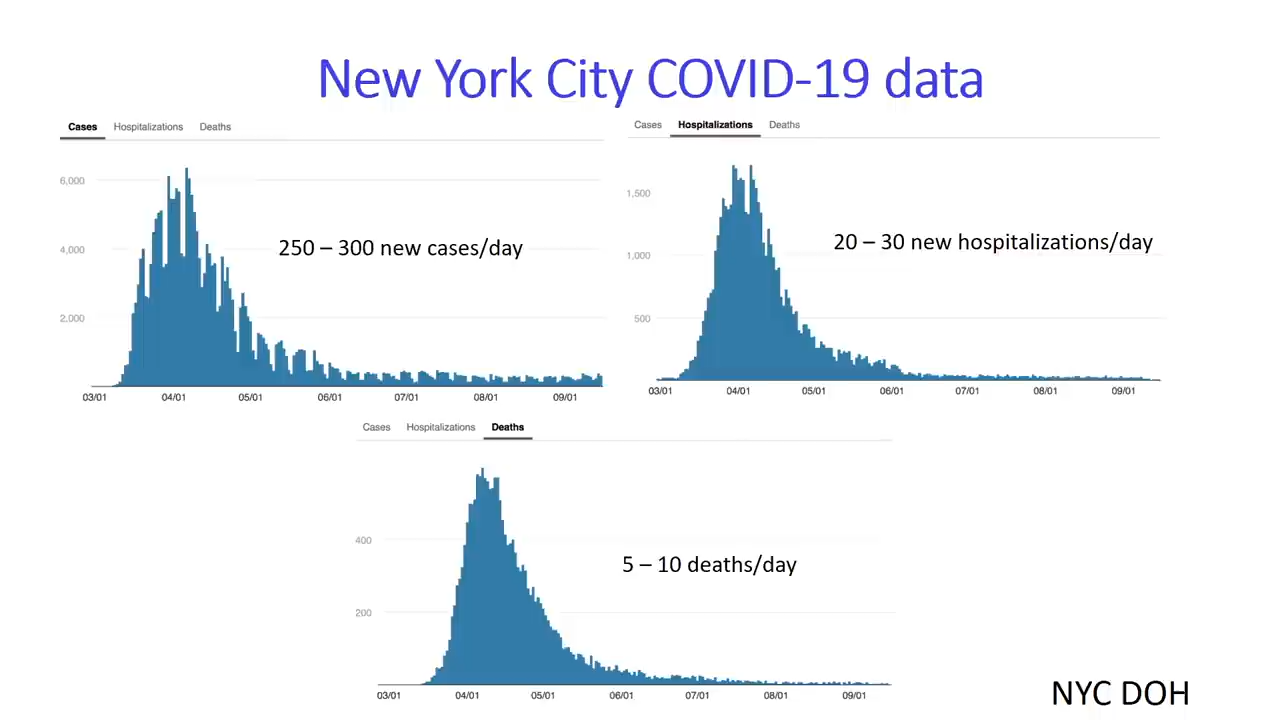 New York City COVID-19 data
Cases Hospitalizations Deaths
6,000
4,000
2,000
250 – 300 new cases/day
03/01 04/01 05/01 06/01 07/01 08/01 09/01
Cases Hospitalizations Deaths
1,500
1,000
500
20 – 30 new hospitalizations/day
03/01 04/01 05/01 06/01 07/01 08/01 09/01
Cases Hospitalizations Deaths
400
200
5 – 10 deaths/day
03/01 04/01 05/01 06/01 07/01 08/01 09/01
NYC DOH